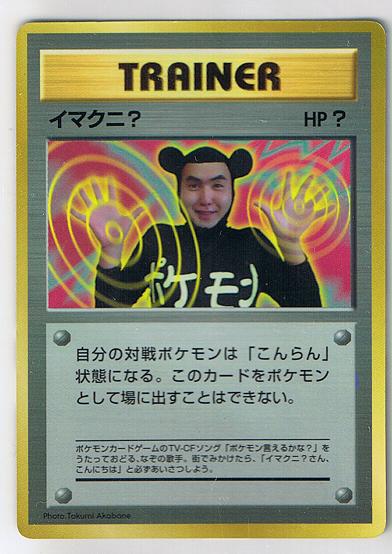 TRAINER
イマクニ? HP ?
ポケモン
自分の対戦ポケモンは「こんらん」
状態になる。このカードをポケモン
として場に出すことはできない。
ポケモンカードゲームのTV-CFソング「ポケモン言えるかな?」を
うたっておどる、なぞの歌手。街でみかけたら、「イマクニ?さん、
こんにちは」と必ずあいさつしよう。
Photo.Tokumi Akabane